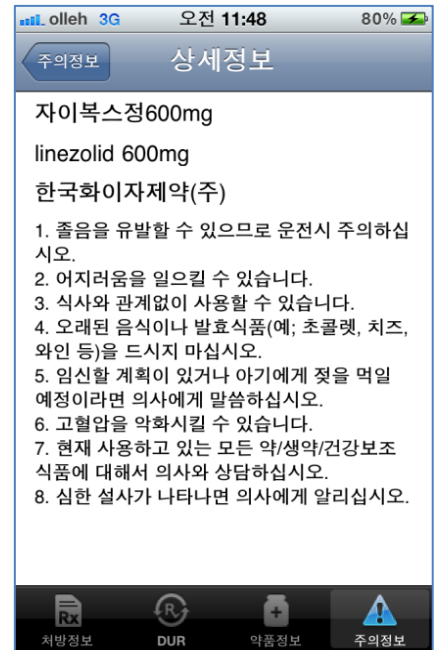 olleh 3G 오전 11:48 80%
주의정보 상세정보
자이복스정600mg
linezolid 600mg
한국화이자제약(주)
1. 졸음을 유발할 수 있으므로 운전시 주의하십
시오.
2. 어지러움을 일으킬 수 있습니다.
3. 식사와 관계없이 사용할 수 있습니다.
4. 오래된 음식이나 발효식품(예; 초콜렛, 치즈,
와인 등)을 드시지 마십시오.
5. 임신할 계획이 있거나 아기에게 젖을 먹일
예정이라면 의사에게 말씀하십시오.
6. 고혈압을 악화시킬 수 있습니다.
7. 현재 사용하고 있는 모든 약/생약/건강보조
식품에 대해서 의사와 상담하십시오.
8. 심한 설사가 나타나면 의사에게 알리십시오.
Rx R
처방정보 DUR 약품정보 주의정보